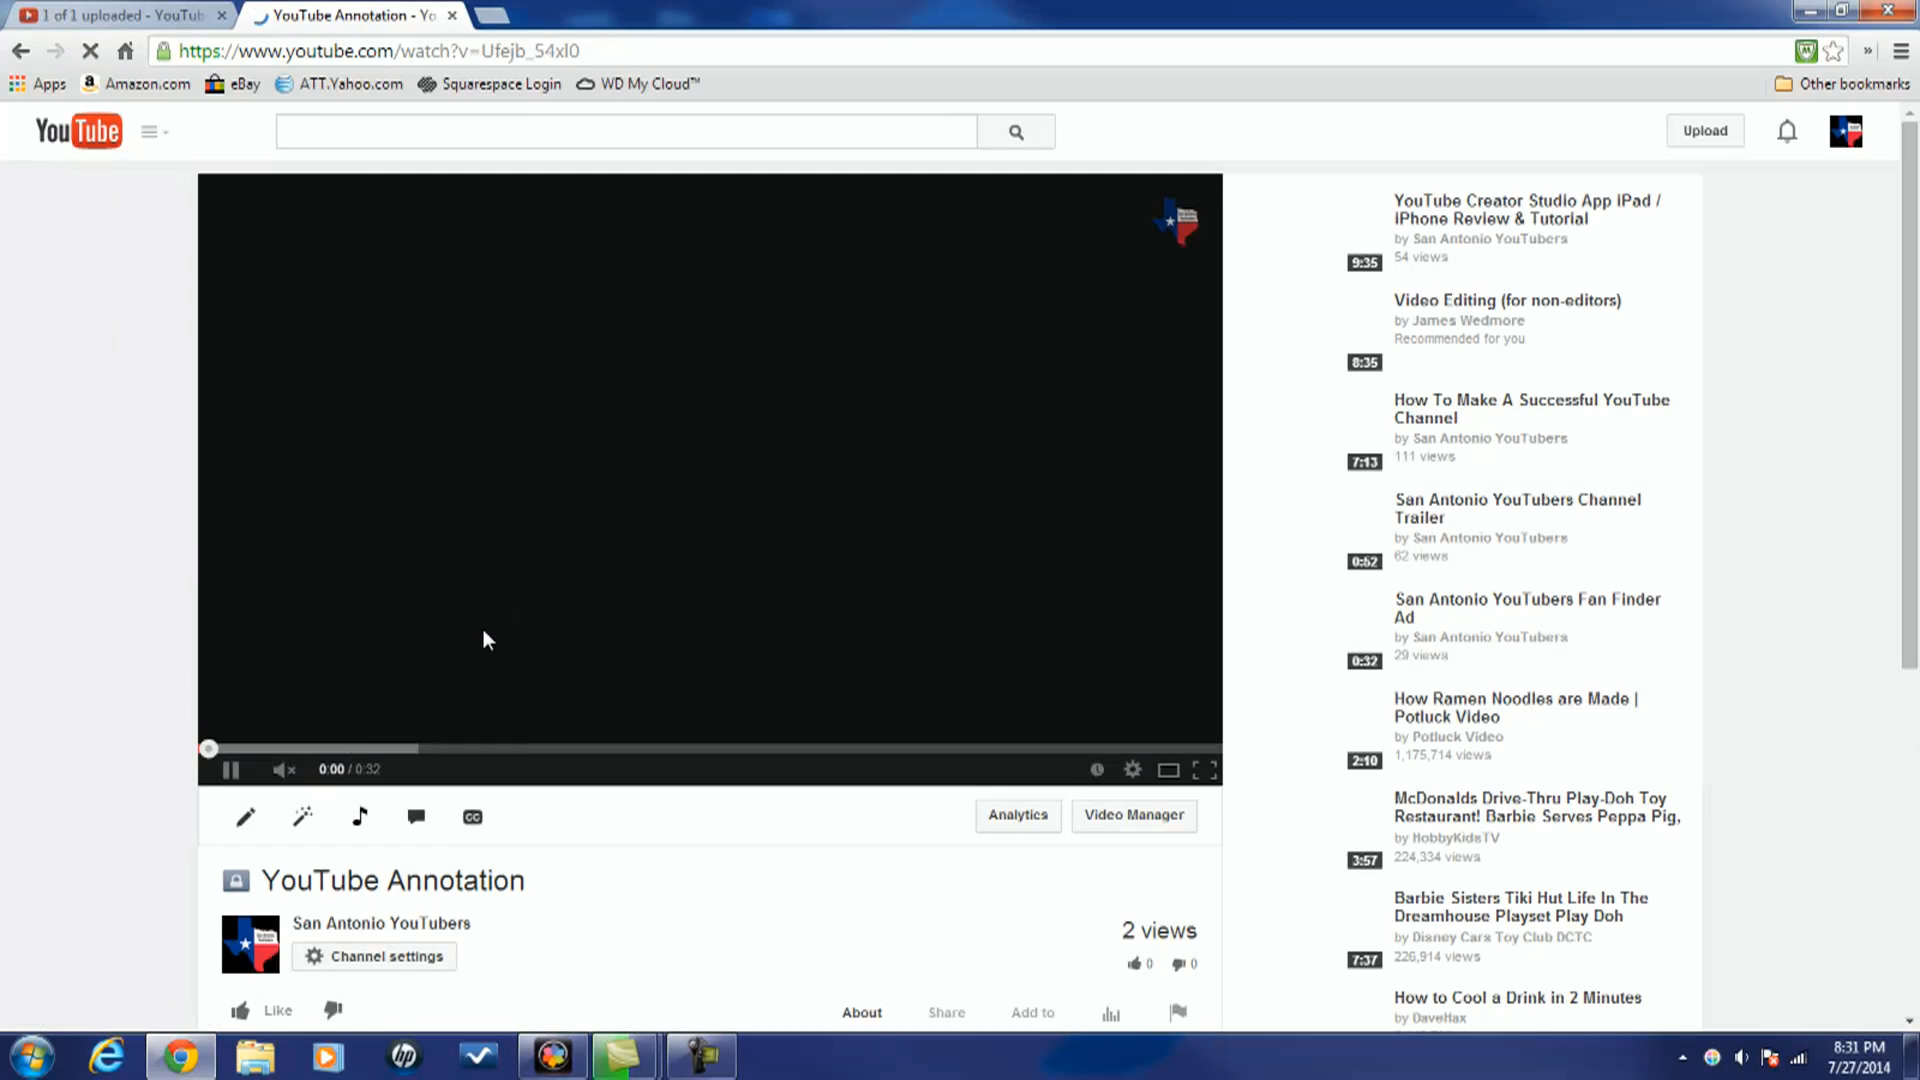 1 of 1 uploaded - YouTub
YouTube Annotation - Yo
https://www.youtube.com/watch?v=Ufejb_54xl0
Apps
Amazon.com
eBay
ATT.Yahoo.com
Squarespace Login
WD My Cloud™
Other bookmarks
YouTube
Upload
YouTube Creator Studio App iPad /
iPhone Review & Tutorial
by San Antonio YouTubers
54 views
9:35
Video Editing (for non-editors)
by James Wedmore
Recommended for you
8:35
How To Make A Successful YouTube
Channel
by San Antonio YouTubers
111 views
7:13
San Antonio YouTubers Channel
Trailer
by San Antonio YouTubers
62 views
0:52
San Antonio YouTubers Fan Finder
Ad
by San Antonio YouTubers
29 views
0:32
How Ramen Noodles are Made |
Potluck Video
by Potluck Video
1,175,714 views
2:10
McDonalds Drive-Thru Play-Doh Toy
Restaurant! Barbie Serves Peppa Pig,
by HobbyKidsTV
224,334 views
3:57
Barbie Sisters Tiki Hut Life In The
Dreamhouse Playset Play Doh
by Disney Cars Toy Club DCTC
226,914 views
7:37
How to Cool a Drink in 2 Minutes
by DaveHax
0:00 / 0:32
CC
Analytics
Video Manager
YouTube Annotation
San Antonio YouTubers
Channel settings
2 views
0
0
Like
About
Share
Add to
hp
8:31 PM
7/27/2014